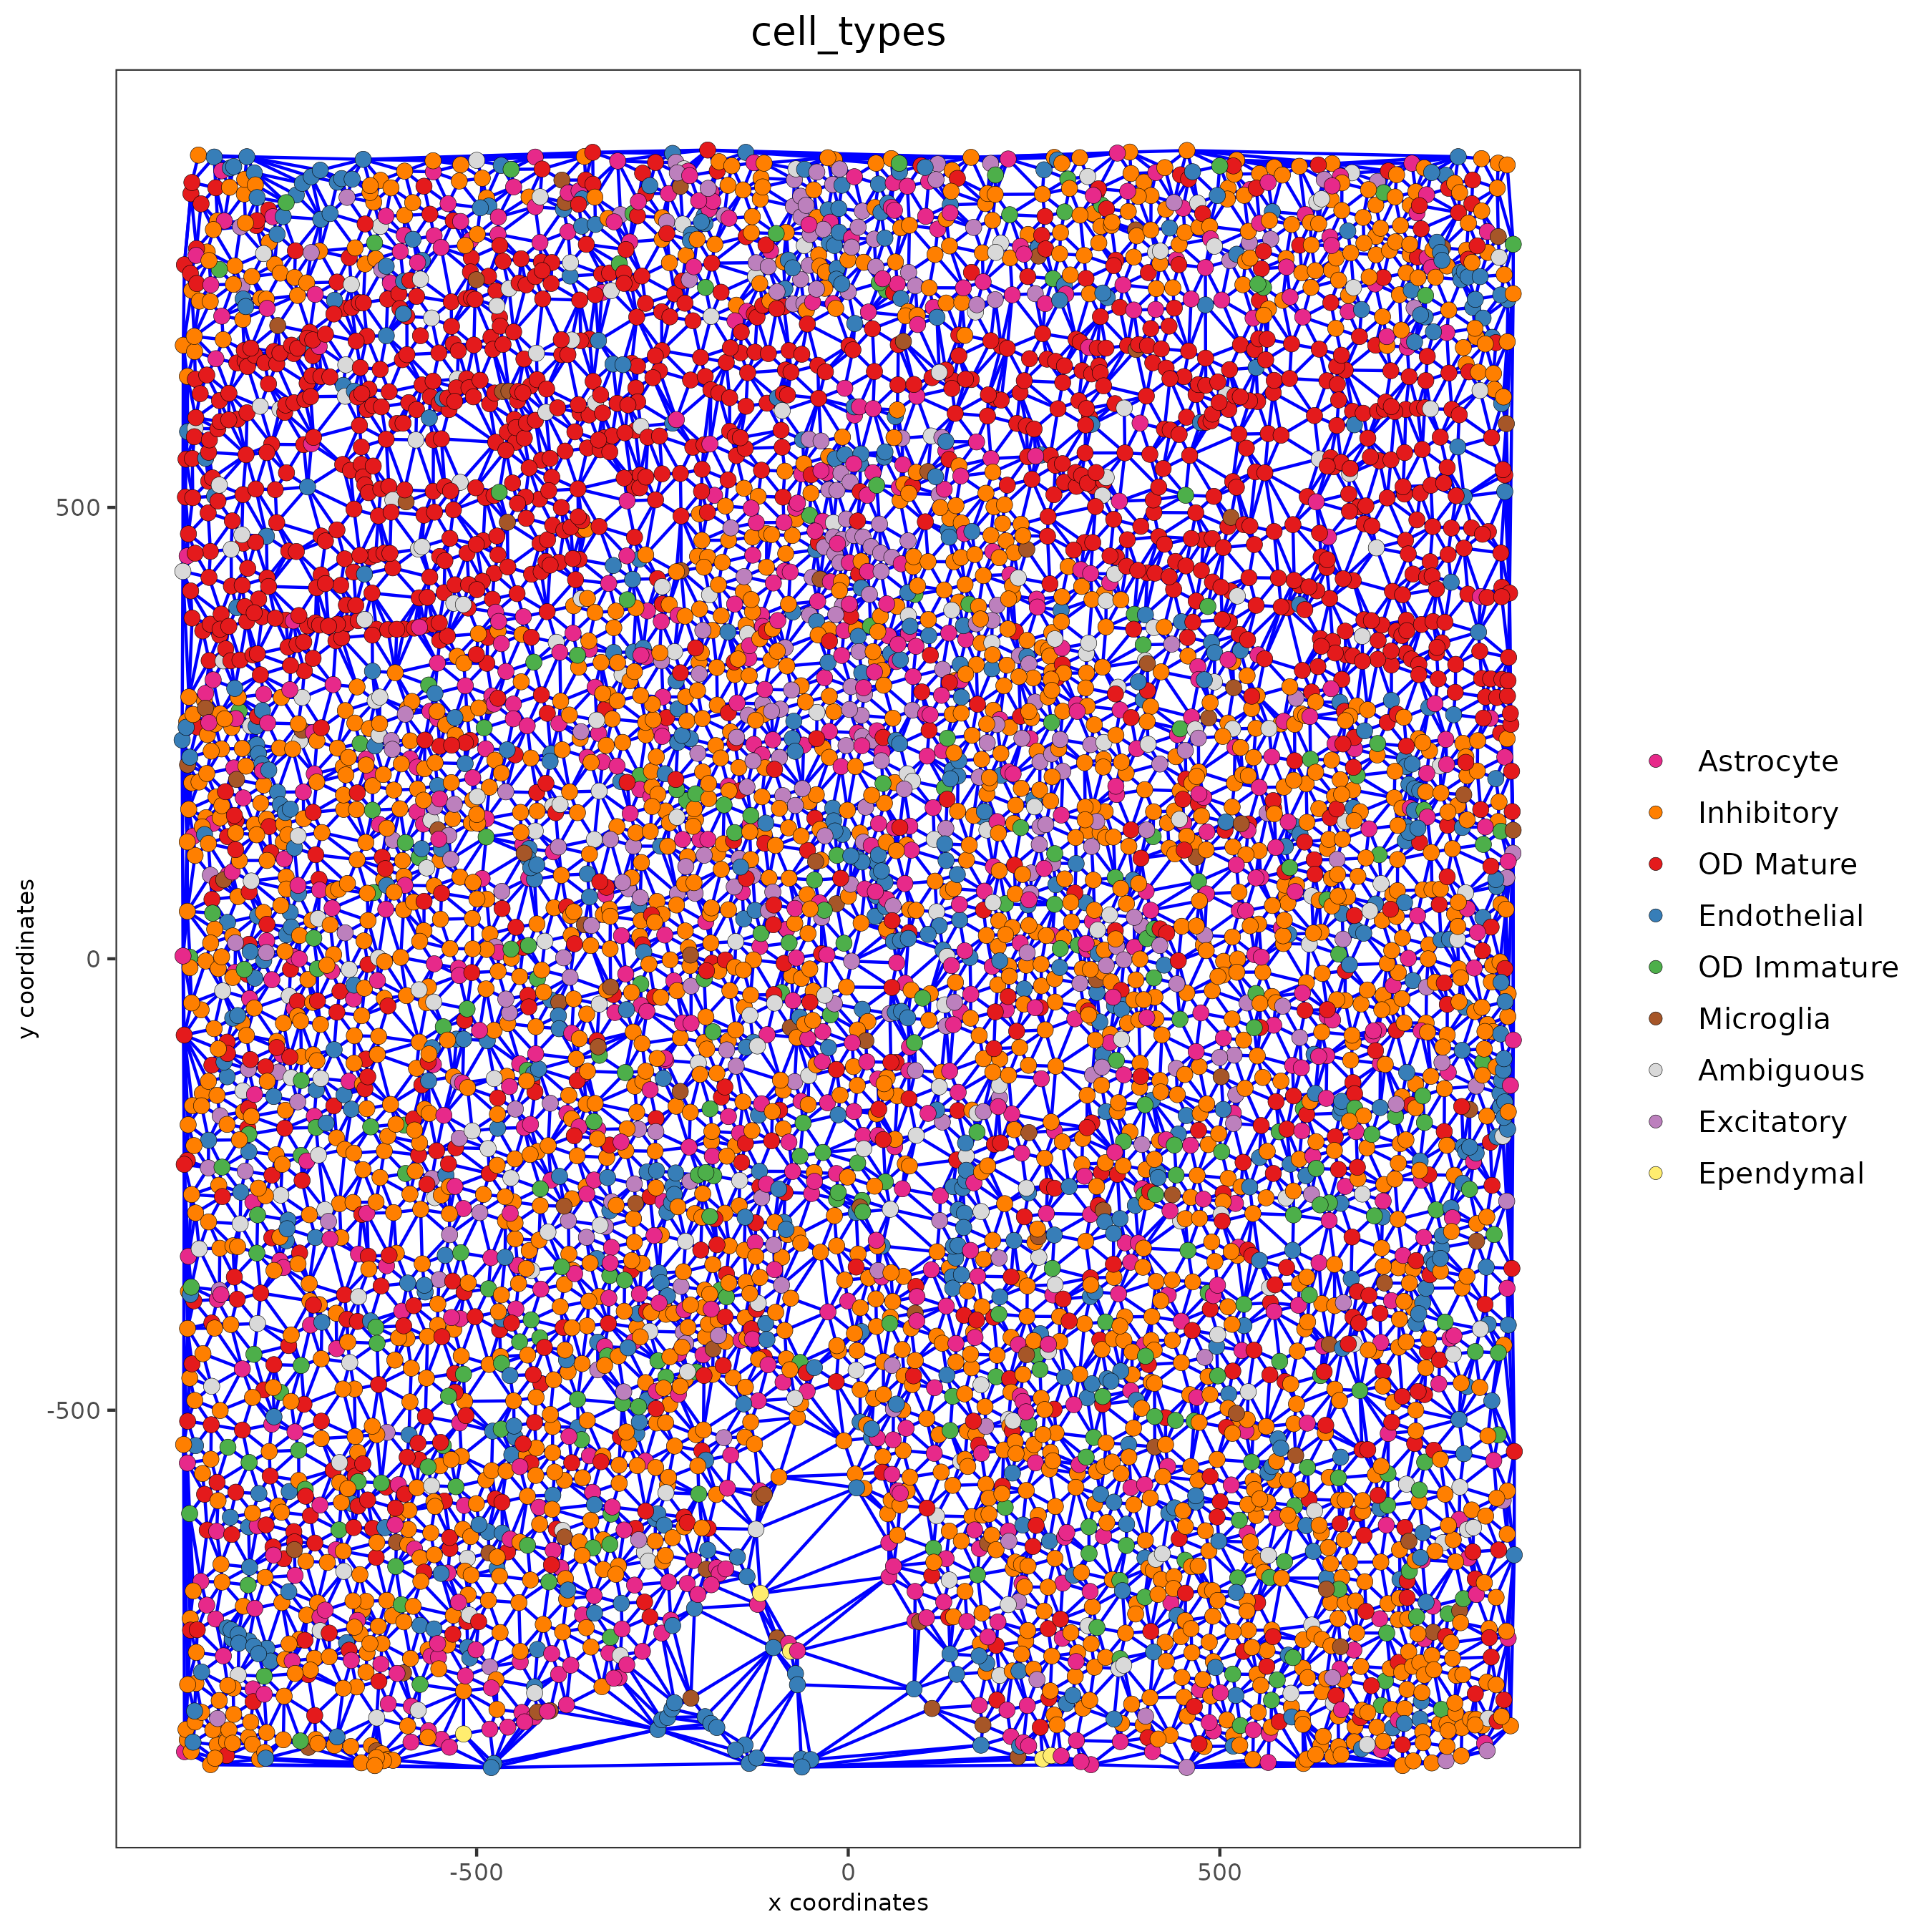 cell_types
y coordinates
500
0
-500
-500
0
500
x coordinates
Astrocyte
Inhibitory
OD Mature
Endothelial
OD Immature
Microglia
Ambiguous
Excitatory
Ependymal